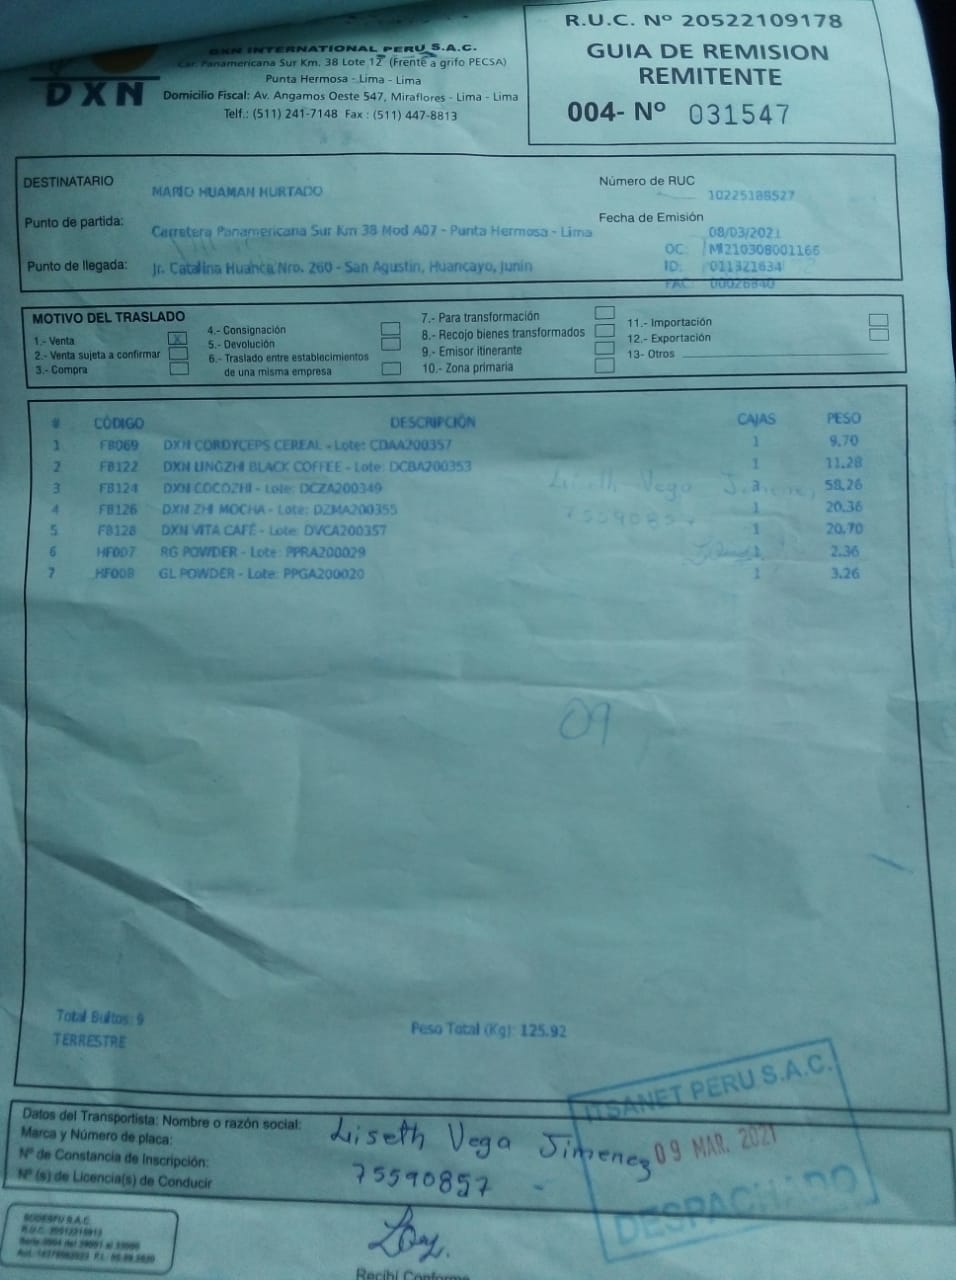 R.U.C. Nº 20522109178
GUIA DE REMISION
REMITENTE
004- Nº 031547
DXN
DXN INTERNATIONAL PERU S.A.C.
Car. Panamericana Sur Km. 38 Lote 12 (Frente a grifo PECSA)
Punta Hermosa - Lima - Lima
Domicilio Fiscal: Av. Angamos Oeste 547, Miraflores - Lima - Lima
Telf.: (511) 241-7148 Fax : (511) 447-8813
DESTINATARIO MARIO HUAMAN HURTADO Número de RUC 10225188527
Punto de partida: Carretera Panamericana Sur Km 38 Mod A07 - Punta Hermosa - Lima Fecha de Emisión 08/03/2021
OC: MI210308001166
Punto de llegada: Jr. Catalina Huanca Nro. 260 - San Agustin, Huancayo, Junin ID: 011321634
FAC: 00026840
MOTIVO DEL TRASLADO
1.- Venta X
2.- Venta sujeta a confirmar
3.- Compra
4.- Consignación
5.- Devolución
6.- Traslado entre establecimientos
de una misma empresa
7.- Para transformación
8.- Recojo bienes transformados
9.- Emisor itinerante
10.- Zona primaria
11.- Importación
12.- Exportación
13- Otros
# CÓDIGO DESCRIPCIÓN CAJAS PESO
1 FB069 DXN CORDYCEPS CEREAL - Lote: CDAA200357 1 9.70
2 FB122 DXN LINGZHI BLACK COFFEE - Lote: DCBA200353 1 11.28
3 FB124 DXN COCOZHI - Lote: DCZA200349 3 58.26
4 FB126 DXN ZHI MOCHA - Lote: DZMA200355 1 20.36
5 FB128 DXN VITA CAFÉ - Lote: DVCA200357 1 20.70
6 HF007 RG POWDER - Lote: PPRA200029 1 2.36
7 HF008 GL POWDER - Lote: PPGA200020 1 3.26
Liseth Vega Jimenez
75590857
09
Total Bultos: 9
TERRESTRE
Peso Total (Kg): 125.92
ITSANET PERU S.A.C.
09 MAR. 2021
DESPACHADO
Datos del Transportista: Nombre o razón social: Liseth Vega Jimenez
Marca y Número de placa:
Nº de Constancia de Inscripción: 75590857
Nº (s) de Licencia(s) de Conducir
Recibí Conforme